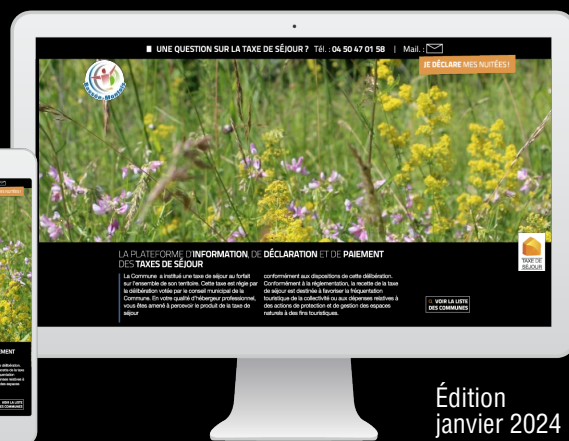 UNE QUESTION SUR LA TAXE DE SÉJOUR ? Tél. : 04 50 47 01 58 | Mail. :
JE DÉCLARE MES NUITÉES !
LA PLATEFORME D'INFORMATION, DE DÉCLARATION ET DE PAIEMENT
DES TAXES DE SÉJOUR
La Commune a institué une taxe de séjour au forfait
sur l'ensemble de son territoire. Cette taxe est régie par
la délibération votée par le conseil municipal de la
Commune. En votre qualité d'hébergeur professionnel,
vous êtes amené à percevoir le produit de la taxe de
séjour
conformément aux dispositions de cette délibération.
Conformément à la réglementation, la recette de la taxe
de séjour est destinée à favoriser la fréquentation
touristique de la collectivité ou aux dépenses relatives à
des actions de protection et de gestion des espaces
naturels à des fins touristiques.
TAXE DE
SÉJOUR
VOIR LA LISTE
DES COMMUNES
EMENT
VOIR LA LISTE
DES COMMUNES
Édition
janvier 2024